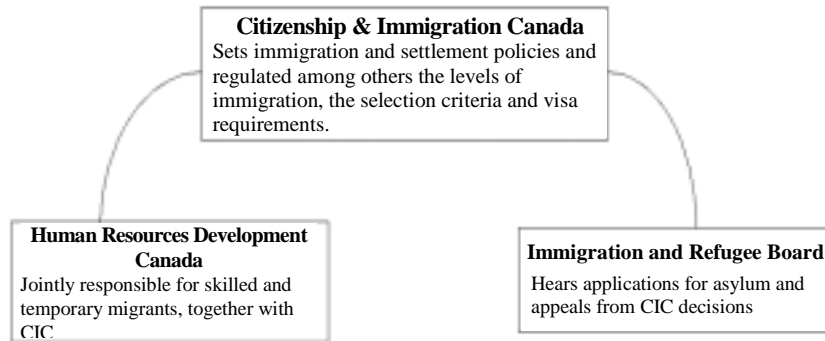 Citizenship & Immigration Canada
Sets immigration and settlement policies and
regulated among others the levels of
immigration, the selection criteria and visa
requirements.
Human Resources Development
Canada
Jointly responsible for skilled and
temporary migrants, together with
CIC
Immigration and Refugee Board
Hears applications for asylum and
appeals from CIC decisions